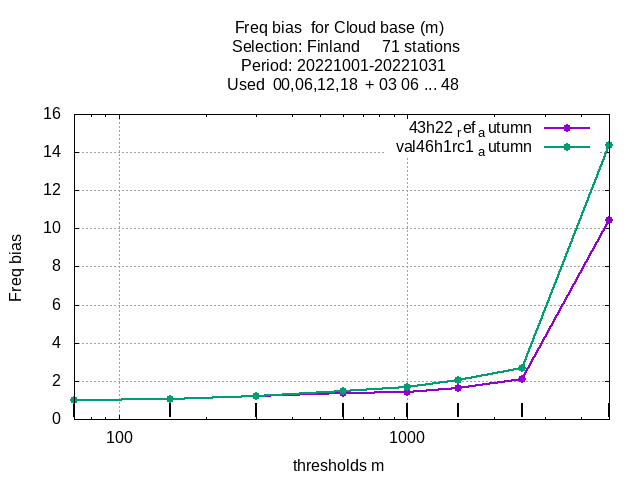 Freq bias  for Cloud base (m)
Selection: Finland     71 stations
Period: 20221001-20221031
Used  00,06,12,18  + 03 06 ... 48
43h22_ref_autumn
val46h1rc1_autumn
16
14
12
10
8
6
4
2
0
Freq bias
100 1000
thresholds m